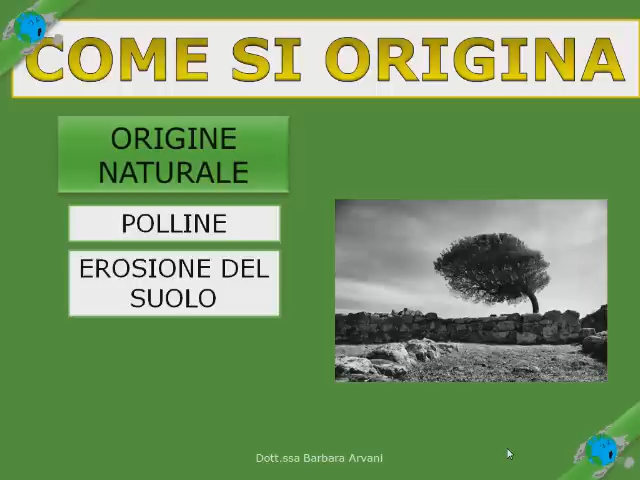 COME SI ORIGINA
ORIGINE
NATURALE
POLLINE
EROSIONE DEL
SUOLO
Dott.ssa Barbara Arvani